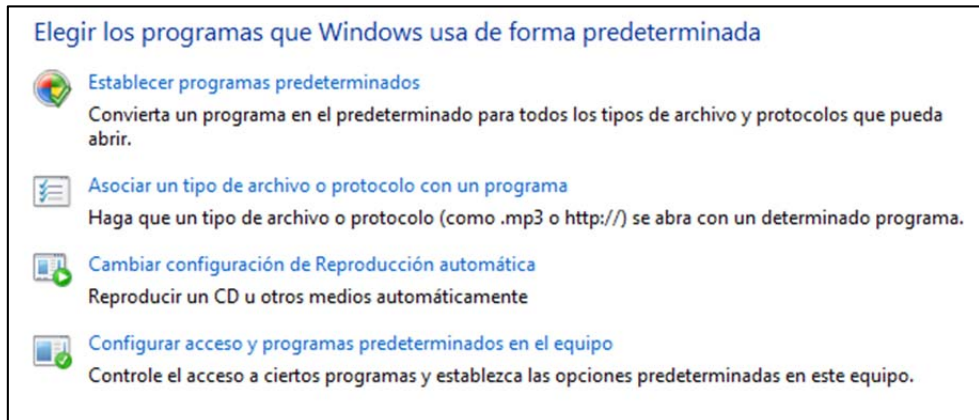 Elegir los programas que Windows usa de forma predeterminada
Establecer programas predeterminados
Convierta un programa en el predeterminado para todos los tipos de archivo y protocolos que pueda
abrir.
Asociar un tipo de archivo o protocolo con un programa
Haga que un tipo de archivo o protocolo (como .mp3 o http://) se abra con un determinado programa.
Cambiar configuración de Reproducción automática
Reproducir un CD u otros medios automáticamente
Configurar acceso y programas predeterminados en el equipo
Controle el acceso a ciertos programas y establezca las opciones predeterminadas en este equipo.